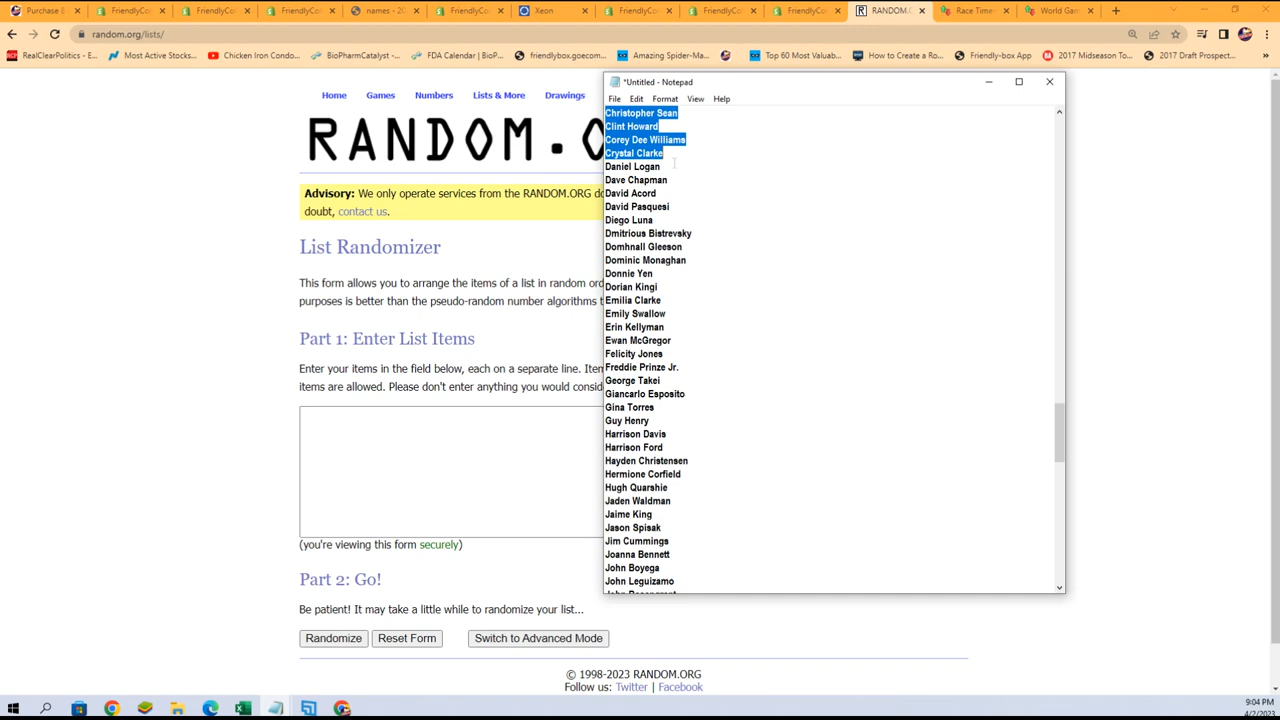 Purchase B
FriendlyCo
FriendlyCo
FriendlyCo
names - 20
FriendlyCo
Xeon
FriendlyCo
FriendlyCo
FriendlyCo
RANDOM.
Race Time
World Gam
random.org/lists/
RealClearPolitics - E...
Most Active Stocks...
Chicken Iron Condo...
BioPharmCatalyst -...
FDA Calendar | BioP...
friendlybox.goecom...
Amazing Spider-Ma...
Top 60 Most Valuab...
How to Create a Ro...
Friendly-box App
2017 Midseason To...
2017 Draft Prospect...
Home
Games
Numbers
Lists & More
Drawings
RANDOM.O
Advisory: We only operate services from the RANDOM.ORG do
doubt, contact us.
List Randomizer
This form allows you to arrange the items of a list in random ord
purposes is better than the pseudo-random number algorithms t
Part 1: Enter List Items
Enter your items in the field below, each on a separate line. Item
items are allowed. Please don't enter anything you would consid
(you're viewing this form securely)
Part 2: Go!
Be patient! It may take a little while to randomize your list...
Randomize
Reset Form
Switch to Advanced Mode
© 1998-2023 RANDOM.ORG
Follow us: Twitter | Facebook
*Untitled - Notepad
File
Edit
Format
View
Help
Christopher Sean
Clint Howard
Corey Dee Williams
Crystal Clarke
Daniel Logan
Dave Chapman
David Acord
David Pasquesi
Diego Luna
Dmitrious Bistrevsky
Domhnall Gleeson
Dominic Monaghan
Donnie Yen
Dorian Kingi
Emilia Clarke
Emily Swallow
Erin Kellyman
Ewan McGregor
Felicity Jones
Freddie Prinze Jr.
George Takei
Giancarlo Esposito
Gina Torres
Guy Henry
Harrison Davis
Harrison Ford
Hayden Christensen
Hermione Corfield
Hugh Quarshie
Jaden Waldman
Jaime King
Jason Spisak
Jim Cummings
Joanna Bennett
John Boyega
John Leguizamo
9:04 PM
4/2/2023